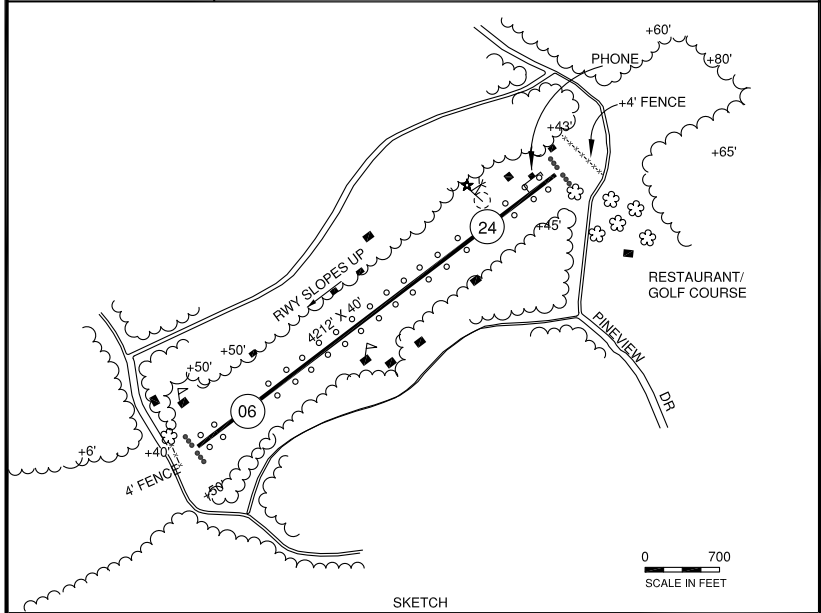 +60'
PHONE
+80'
+4' FENCE
+43'
+65'
24
+45'
RESTAURANT/
GOLF COURSE
RWY SLOPES UP
4212' X 40'
PINEVIEW
DR
+50'
+50'
06
+6'
+40'
4' FENCE
+50'
0 700
SCALE IN FEET
SKETCH